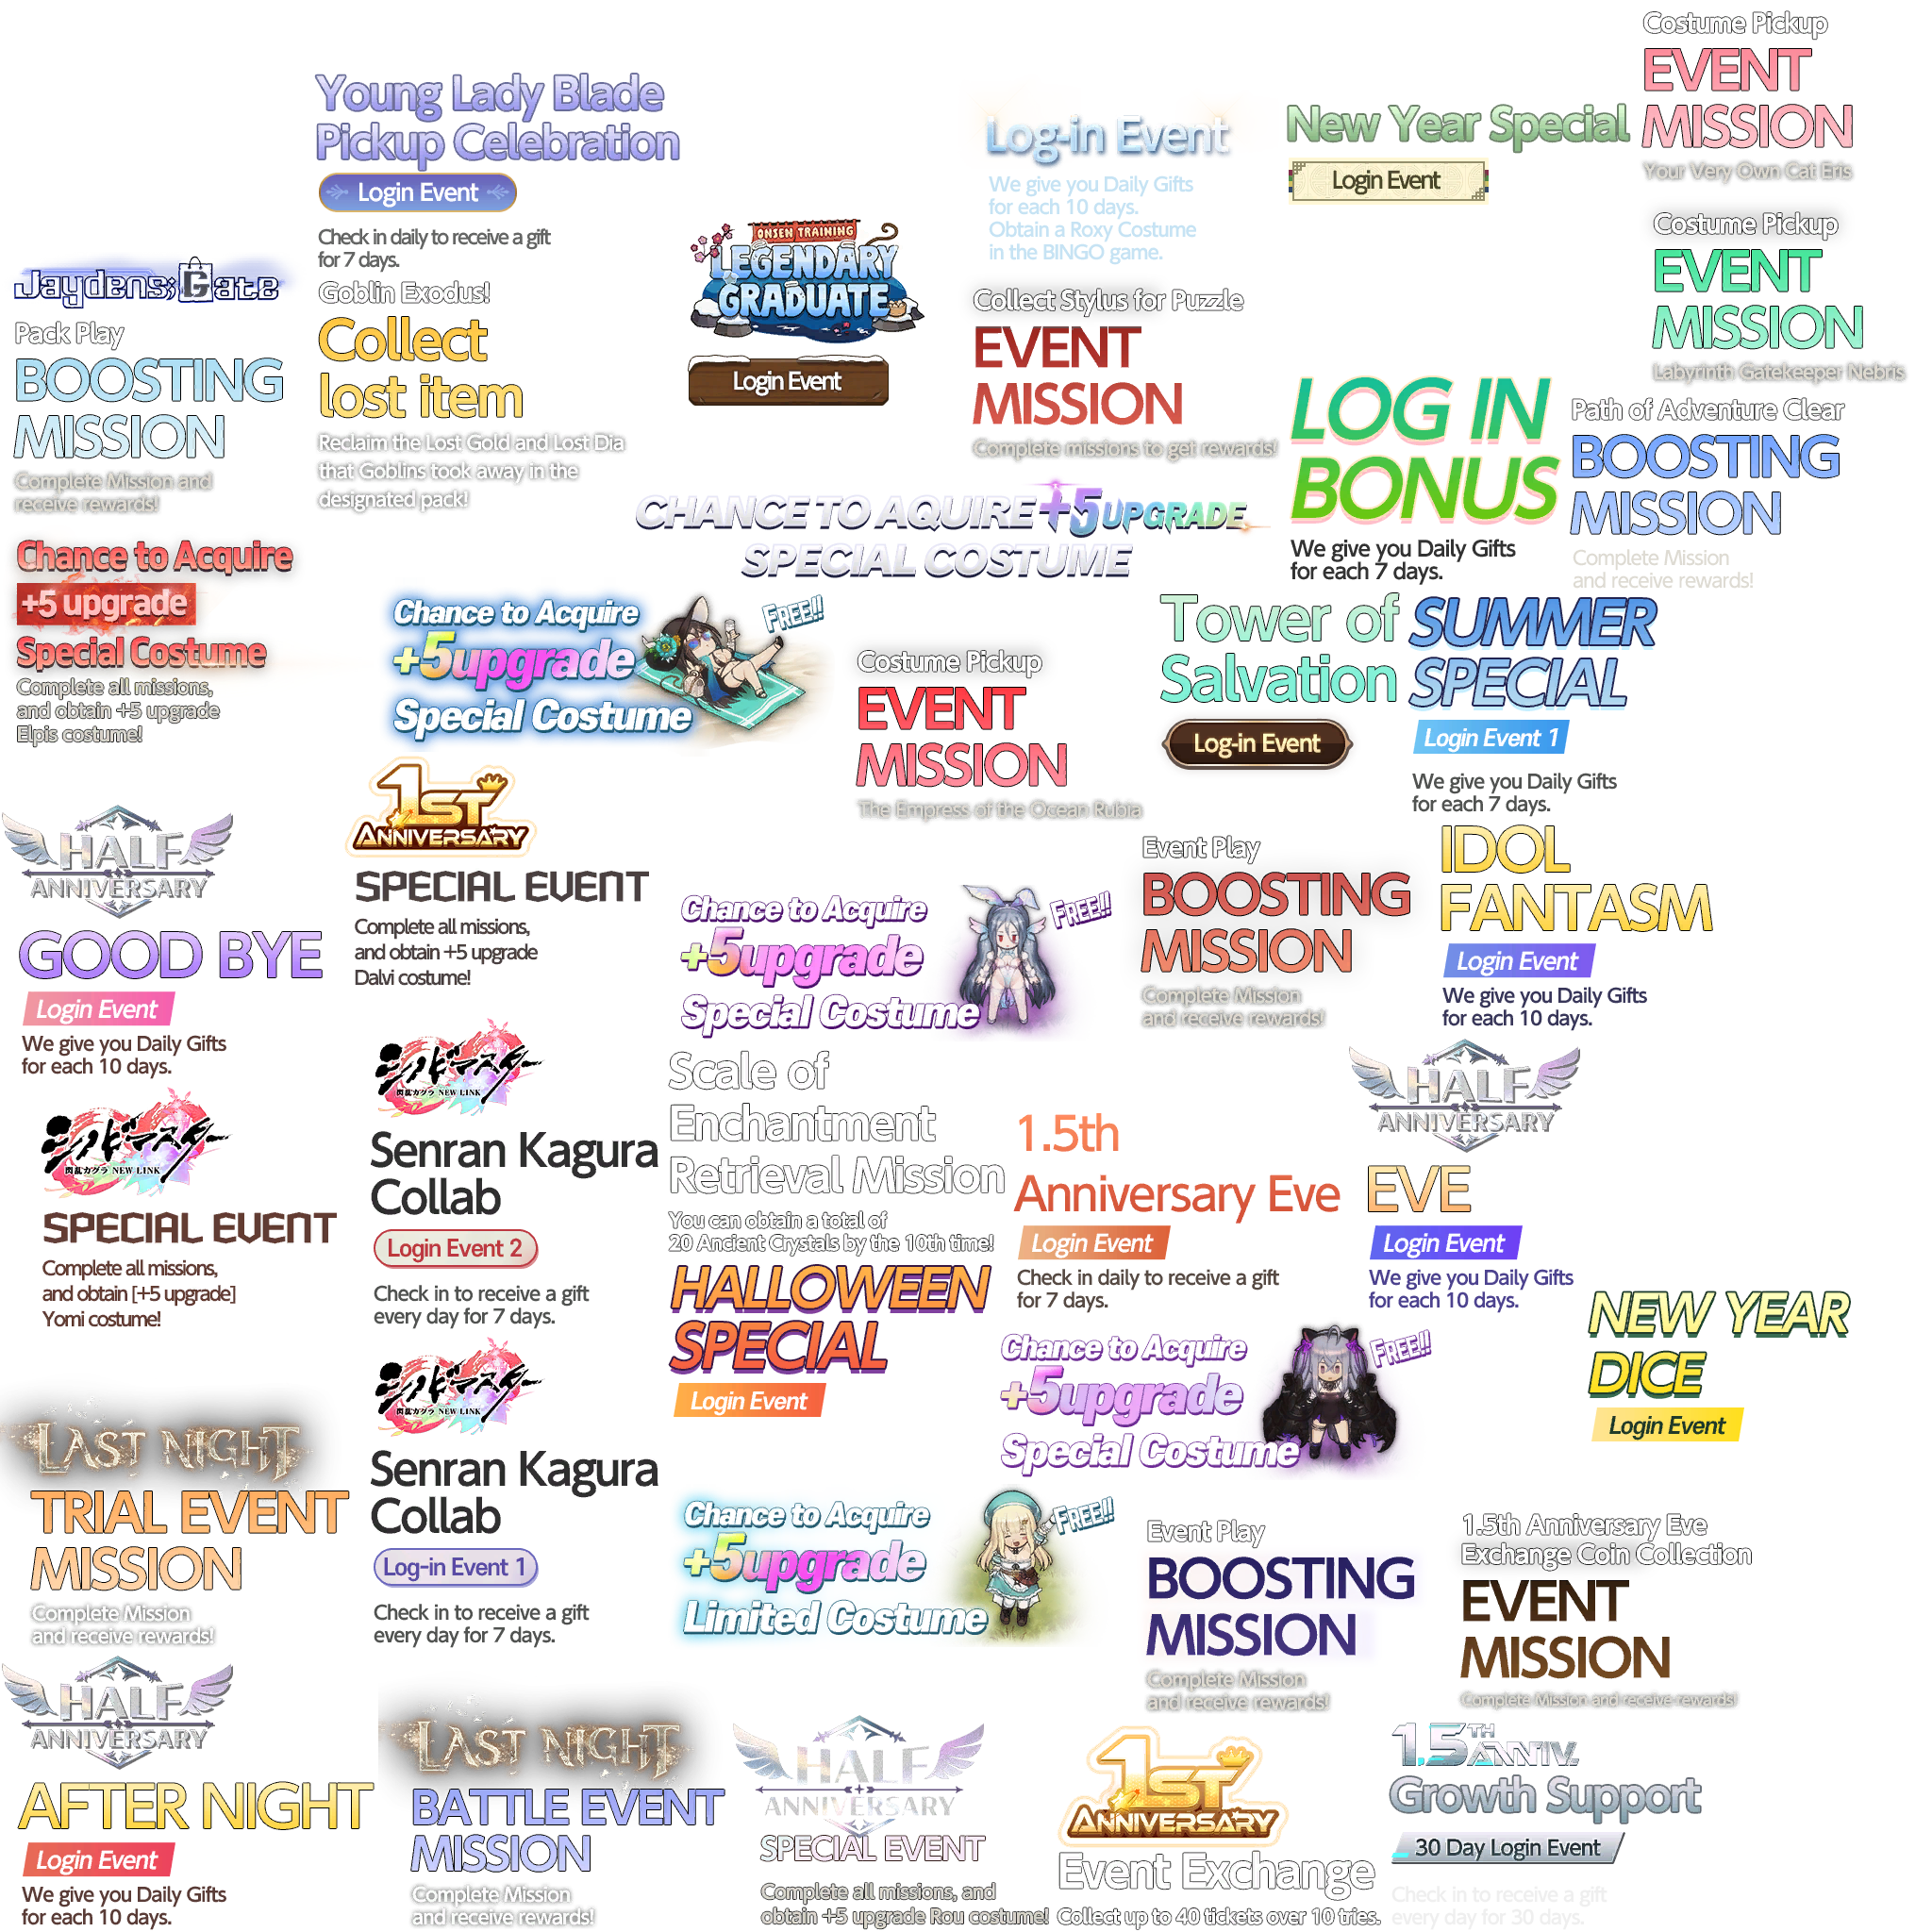 Young Lady Blade
Pickup Celebration
Login Event
Check in daily to receive a gift
for 7 days.
Log-in Event
We give you Daily Gifts
for each 10 days.
Obtain a Roxy Costume
in the BINGO game.
New Year Special
Login Event
Costume Pickup
EVENT
MISSION
Your Very Own Cat Eris
Costume Pickup
EVENT
MISSION
Labyrinth Gatekeeper Nebris
Jaydens;Gate
Pack Play
BOOSTING
MISSION
Complete Mission and
receive rewards!
Goblin Exodus!
Collect
lost item
Reclaim the Lost Gold and Lost Dia
that Goblins took away in the
designated pack!
ONSEN TRAINING
LEGENDARY
GRADUATE
Login Event
Collect Stylus for Puzzle
EVENT
MISSION
Complete missions to get rewards!
LOG IN
BONUS
We give you Daily Gifts
for each 7 days.
Path of Adventure Clear
BOOSTING
MISSION
Complete Mission
and receive rewards!
CHANCE TO AQUIRE +5 UPGRADE
SPECIAL COSTUME
Chance to Acquire
+5 upgrade
Special Costume
Complete all missions,
and obtain +5 upgrade
Elpis costume!
Chance to Acquire
+5upgrade
Special Costume
FREE!!
Costume Pickup
EVENT
MISSION
The Empress of the Ocean Rubia
Tower of
Salvation
Log-in Event
SUMMER
SPECIAL
Login Event 1
We give you Daily Gifts
for each 7 days.
HALF
ANNIVERSARY
GOOD BYE
Login Event
We give you Daily Gifts
for each 10 days.
1ST
ANNIVERSARY
SPECIAL EVENT
Complete all missions,
and obtain +5 upgrade
Dalvi costume!
Chance to Acquire
+5upgrade
Special Costume
FREE!!
Event Play
BOOSTING
MISSION
Complete Mission
and receive rewards!
IDOL
FANTASM
Login Event
We give you Daily Gifts
for each 10 days.
シノビマスター
閃乱カグラ NEW LINK
SPECIAL EVENT
Complete all missions,
and obtain [+5 upgrade]
Yomi costume!
シノビマスター
閃乱カグラ NEW LINK
Senran Kagura
Collab
Login Event 2
Check in to receive a gift
every day for 7 days.
Scale of
Enchantment
Retrieval Mission
You can obtain a total of
20 Ancient Crystals by the 10th time!
1.5th
Anniversary Eve
Login Event
Check in daily to receive a gift
for 7 days.
HALF
ANNIVERSARY
EVE
Login Event
We give you Daily Gifts
for each 10 days.
HALLOWEEN
SPECIAL
Login Event
Chance to Acquire
+5upgrade
Special Costume
FREE!!
NEW YEAR
DICE
Login Event
LAST NIGHT
TRIAL EVENT
MISSION
Complete Mission
and receive rewards!
シノビマスター
閃乱カグラ NEW LINK
Senran Kagura
Collab
Log-in Event 1
Check in to receive a gift
every day for 7 days.
Chance to Acquire
+5upgrade
Limited Costume
FREE!!
Event Play
BOOSTING
MISSION
Complete Mission
and receive rewards!
1.5th Anniversary Eve
Exchange Coin Collection
EVENT
MISSION
Complete Mission and receive rewards!
HALF
ANNIVERSARY
AFTER NIGHT
Login Event
We give you Daily Gifts
for each 10 days.
LAST NIGHT
BATTLE EVENT
MISSION
Complete Mission
and receive rewards!
HALF
ANNIVERSARY
SPECIAL EVENT
Complete all missions, and
obtain +5 upgrade Rou costume!
1ST
ANNIVERSARY
Event Exchange
Collect up to 40 tickets over 10 tries.
1.5TH
ANNIV.
Growth Support
30 Day Login Event
Check in to receive a gift
every day for 30 days.